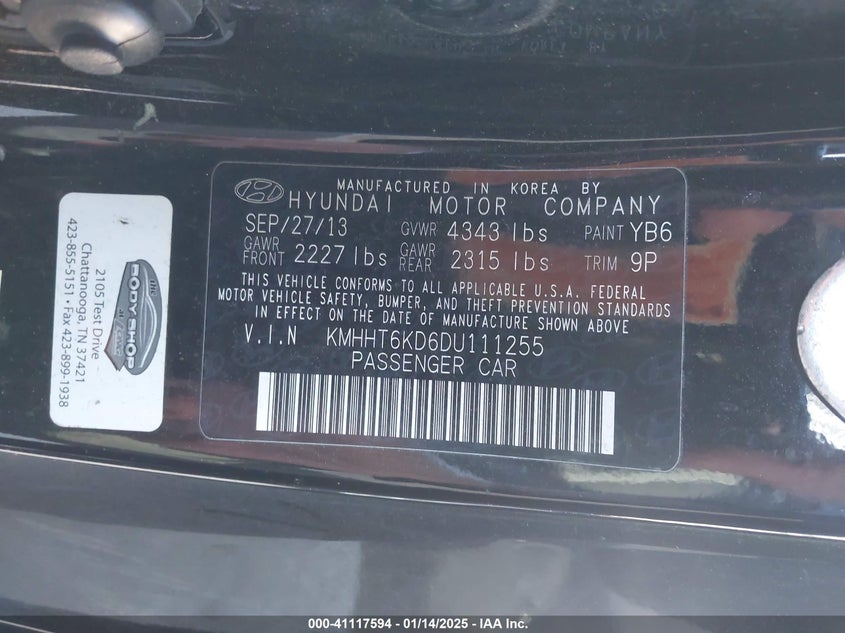 MANUFACTURED IN KOREA BY
HYUNDAI MOTOR COMPANY
SEP/27/13 GVWR 4343 lbs PAINT YB6
GAWR FRONT 2227 lbs GAWR REAR 2315 lbs TRIM 9P
THIS VEHICLE CONFORMS TO ALL APPLICABLE U.S.A. FEDERAL
MOTOR VEHICLE SAFETY, BUMPER, AND THEFT PREVENTION STANDARDS
IN EFFECT ON THE DATE OF MANUFACTURE SHOWN ABOVE
V.I.N KMHHT6KD6DU111255
PASSENGER CAR
the
BODY SHOP
2105 Test Drive
Chattanooga, TN 37421
423-855-5151 • Fax 423-899-1938
COMPANY
BY
000-41117594 - 01/14/2025 - IAA Inc.